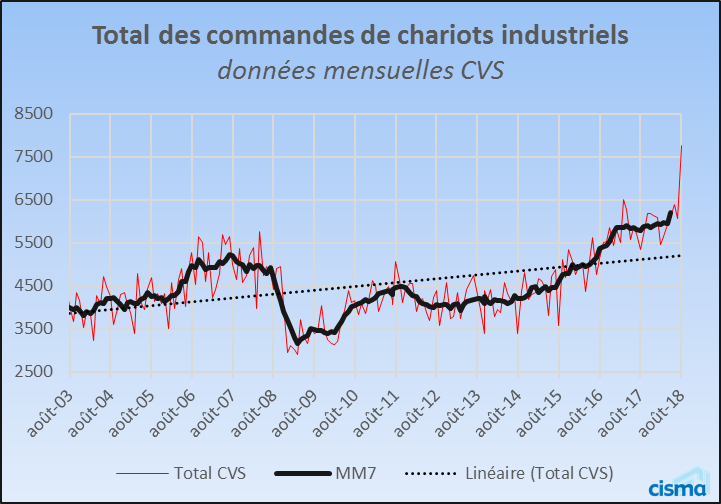 Total des commandes de chariots industriels
données mensuelles CVS
8500
7500
6500
5500
4500
3500
2500
août-03
août-04
août-05
août-06
août-07
août-08
août-09
août-10
août-11
août-12
août-13
août-14
août-15
août-16
août-17
août-18
Total CVS
MM7
Linéaire (Total CVS)
cisma